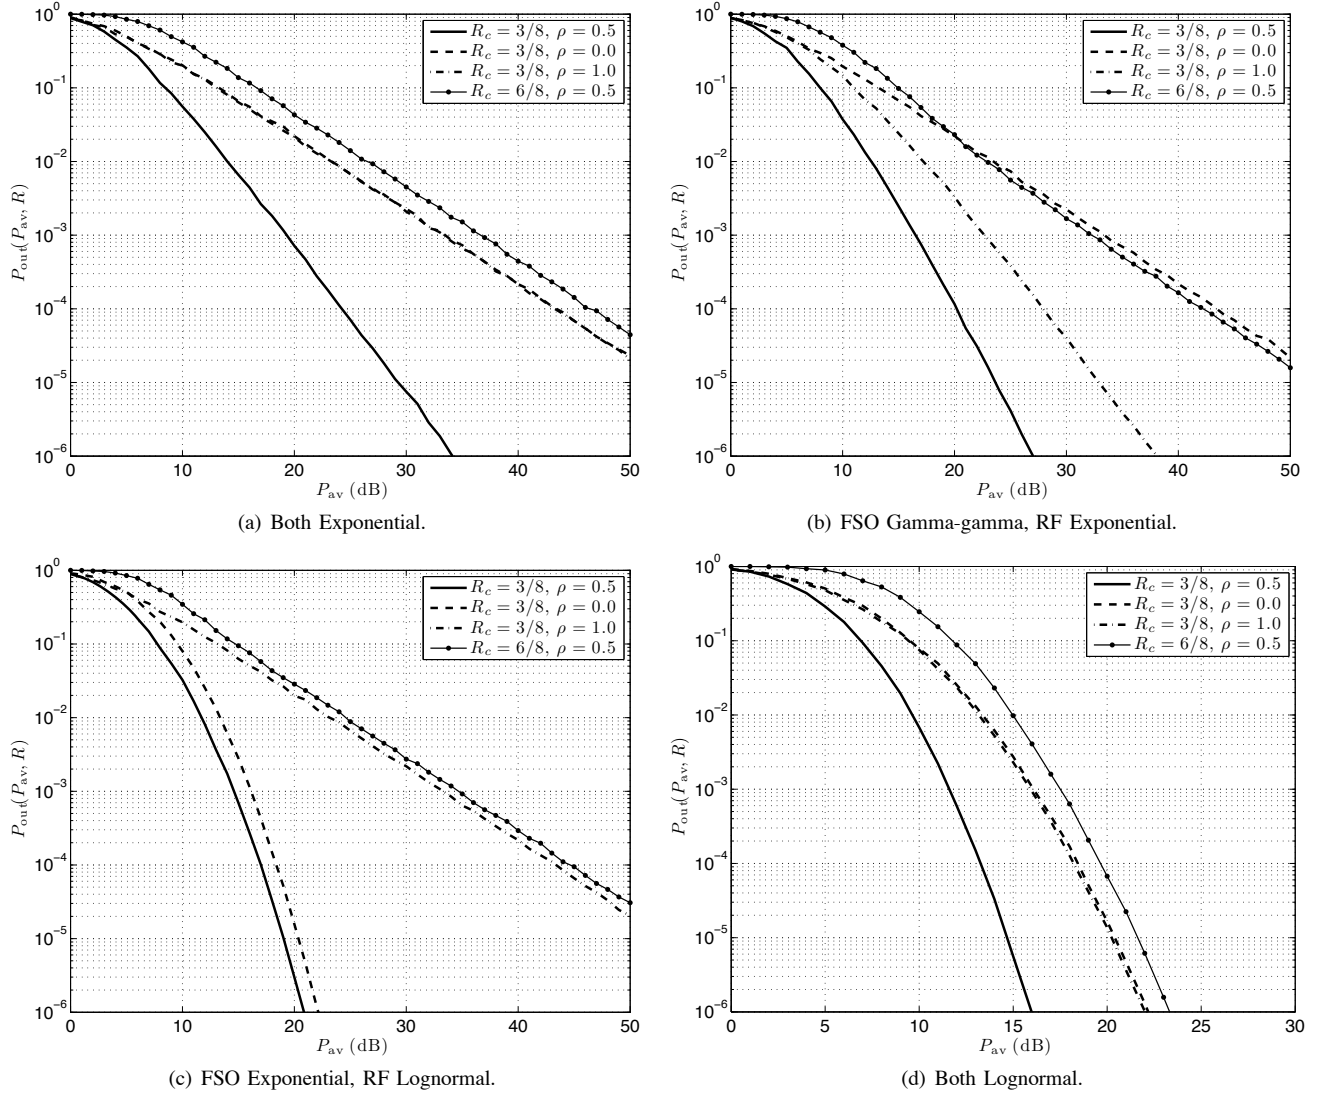 10⁰
10⁻¹
10⁻²
10⁻³
10⁻⁴
10⁻⁵
10⁻⁶
P_out(P_av, R)
0 10 20 30 40 50
P_av (dB)
R_c = 3/8, ρ = 0.5
R_c = 3/8, ρ = 0.0
R_c = 3/8, ρ = 1.0
R_c = 6/8, ρ = 0.5
(a) Both Exponential.
10⁰
10⁻¹
10⁻²
10⁻³
10⁻⁴
10⁻⁵
10⁻⁶
P_out(P_av, R)
0 10 20 30 40 50
P_av (dB)
R_c = 3/8, ρ = 0.5
R_c = 3/8, ρ = 0.0
R_c = 3/8, ρ = 1.0
R_c = 6/8, ρ = 0.5
(b) FSO Gamma-gamma, RF Exponential.
10⁰
10⁻¹
10⁻²
10⁻³
10⁻⁴
10⁻⁵
10⁻⁶
P_out(P_av, R)
0 10 20 30 40 50
P_av (dB)
R_c = 3/8, ρ = 0.5
R_c = 3/8, ρ = 0.0
R_c = 3/8, ρ = 1.0
R_c = 6/8, ρ = 0.5
(c) FSO Exponential, RF Lognormal.
10⁰
10⁻¹
10⁻²
10⁻³
10⁻⁴
10⁻⁵
10⁻⁶
P_out(P_av, R)
0 5 10 15 20 25 30
P_av (dB)
R_c = 3/8, ρ = 0.5
R_c = 3/8, ρ = 0.0
R_c = 3/8, ρ = 1.0
R_c = 6/8, ρ = 0.5
(d) Both Lognormal.